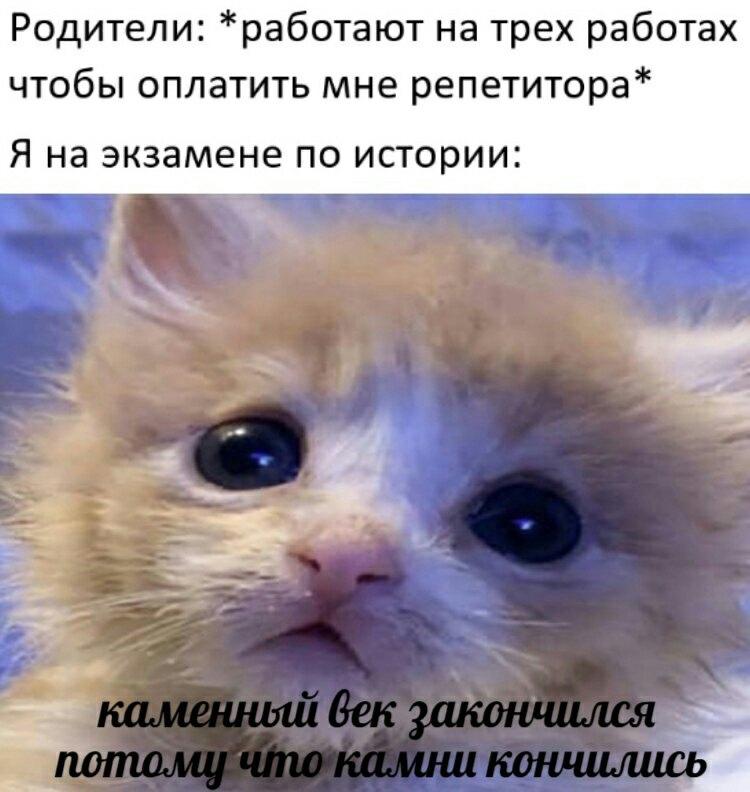 Родители: *работают на трех работах
чтобы оплатить мне репетитора*
Я на экзамене по истории:
каменный век закончился
потому что камни кончились